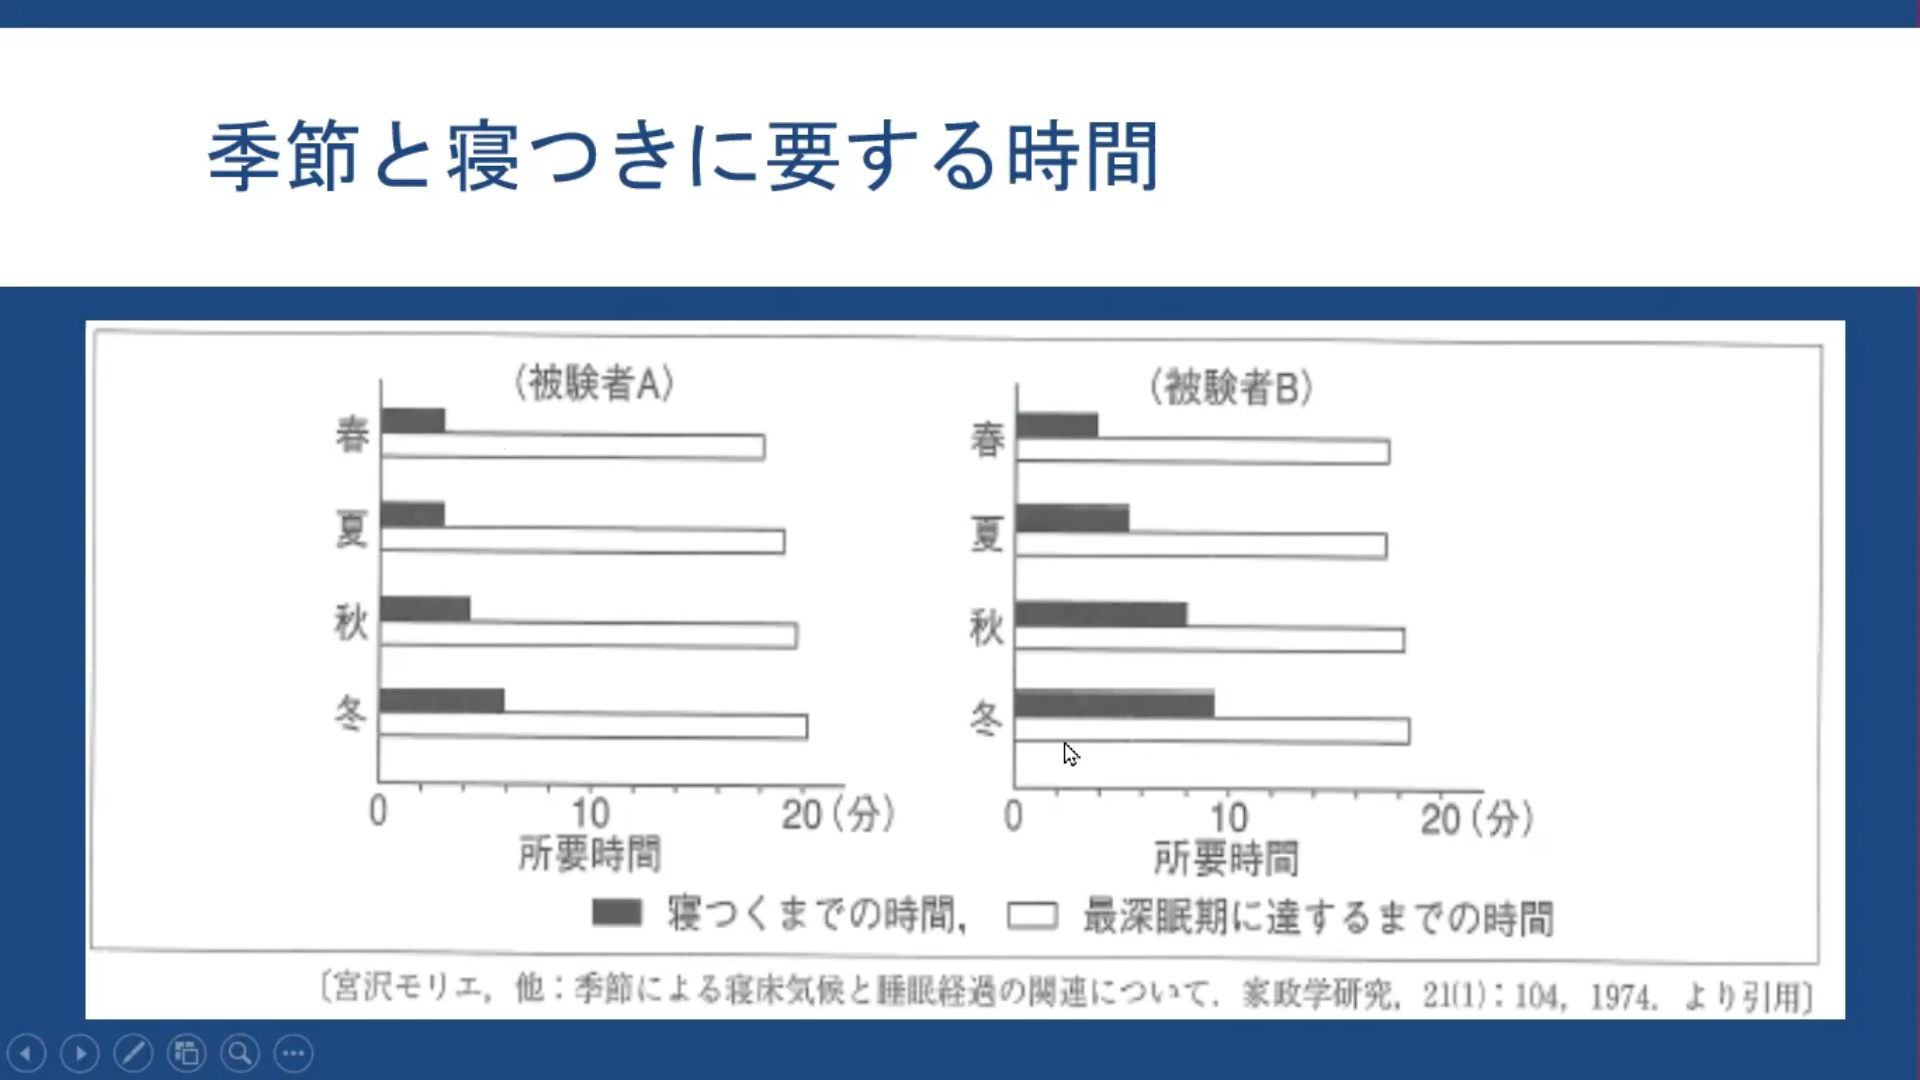 季節と寝つきに要する時間
(被験者A)
春
夏
秋
冬
0 10 20(分)
所要時間
(被験者B)
春
夏
秋
冬
0 10 20(分)
所要時間
寝つくまでの時間, 最深眠期に達するまでの時間
〔宮沢モリエ, 他:季節による寝床気候と睡眠経過の関連について. 家政学研究, 21(1):104, 1974. より引用〕